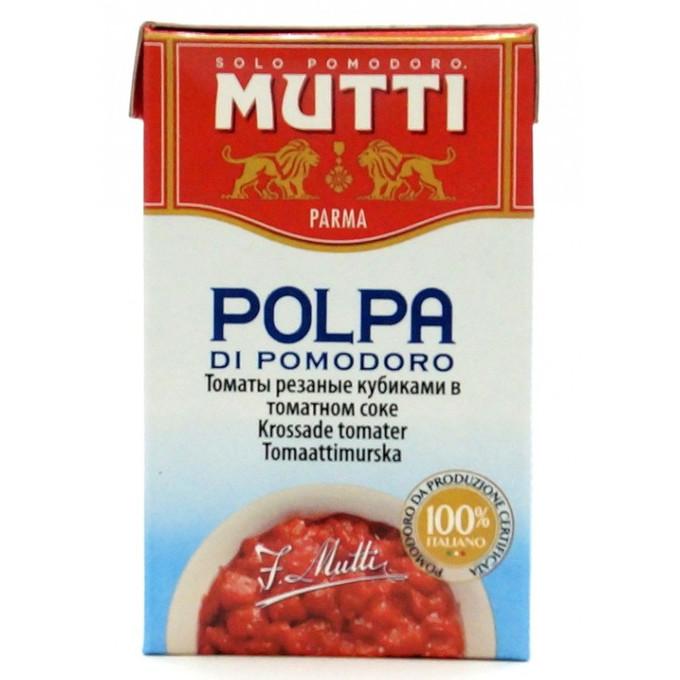 SOLO POMODORO.
MUTTI
PARMA
POLPA
DI POMODORO
Томаты резаные кубиками в
томатном соке
Krossade tomater
Tomaattimurska
POMODORO DA PRODUZIONE CERTIFICATA
100%
ITALIANO
F. Mutti